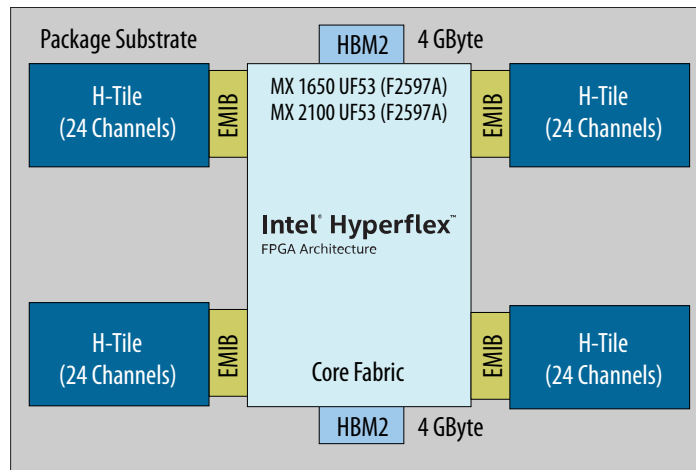 Package Substrate
HBM2
4 GByte
H-Tile
(24 Channels)
EMIB
MX 1650 UF53 (F2597A)
MX 2100 UF53 (F2597A)
EMIB
H-Tile
(24 Channels)
Intel® Hyperflex™
FPGA Architecture
H-Tile
(24 Channels)
EMIB
Core Fabric
EMIB
H-Tile
(24 Channels)
HBM2
4 GByte